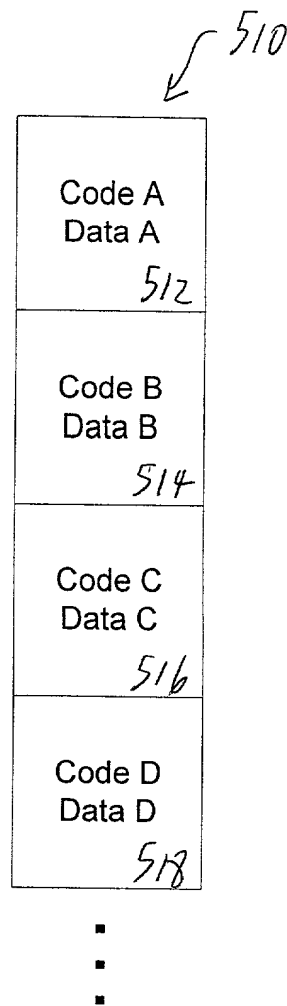 510
Code A
Data A
512
Code B
Data B
514
Code C
Data C
516
Code D
Data D
518